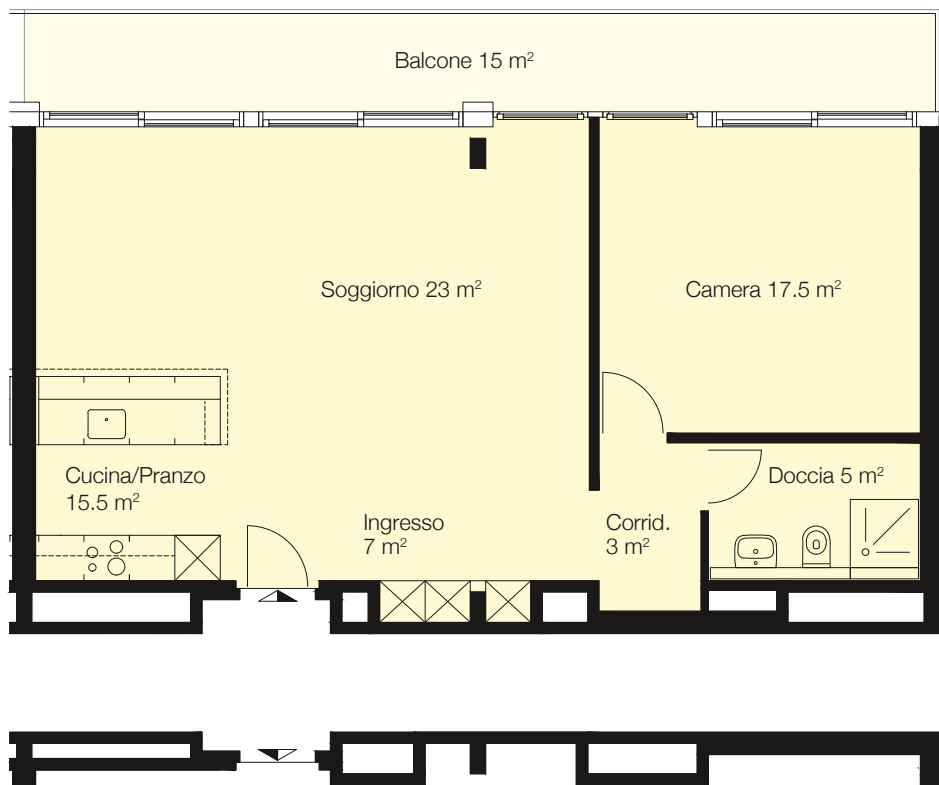 Balcone 15 m²
Soggiorno 23 m²
Camera 17.5 m²
Cucina/Pranzo
15.5 m²
Doccia 5 m²
Ingresso
7 m²
Corrid.
3 m²